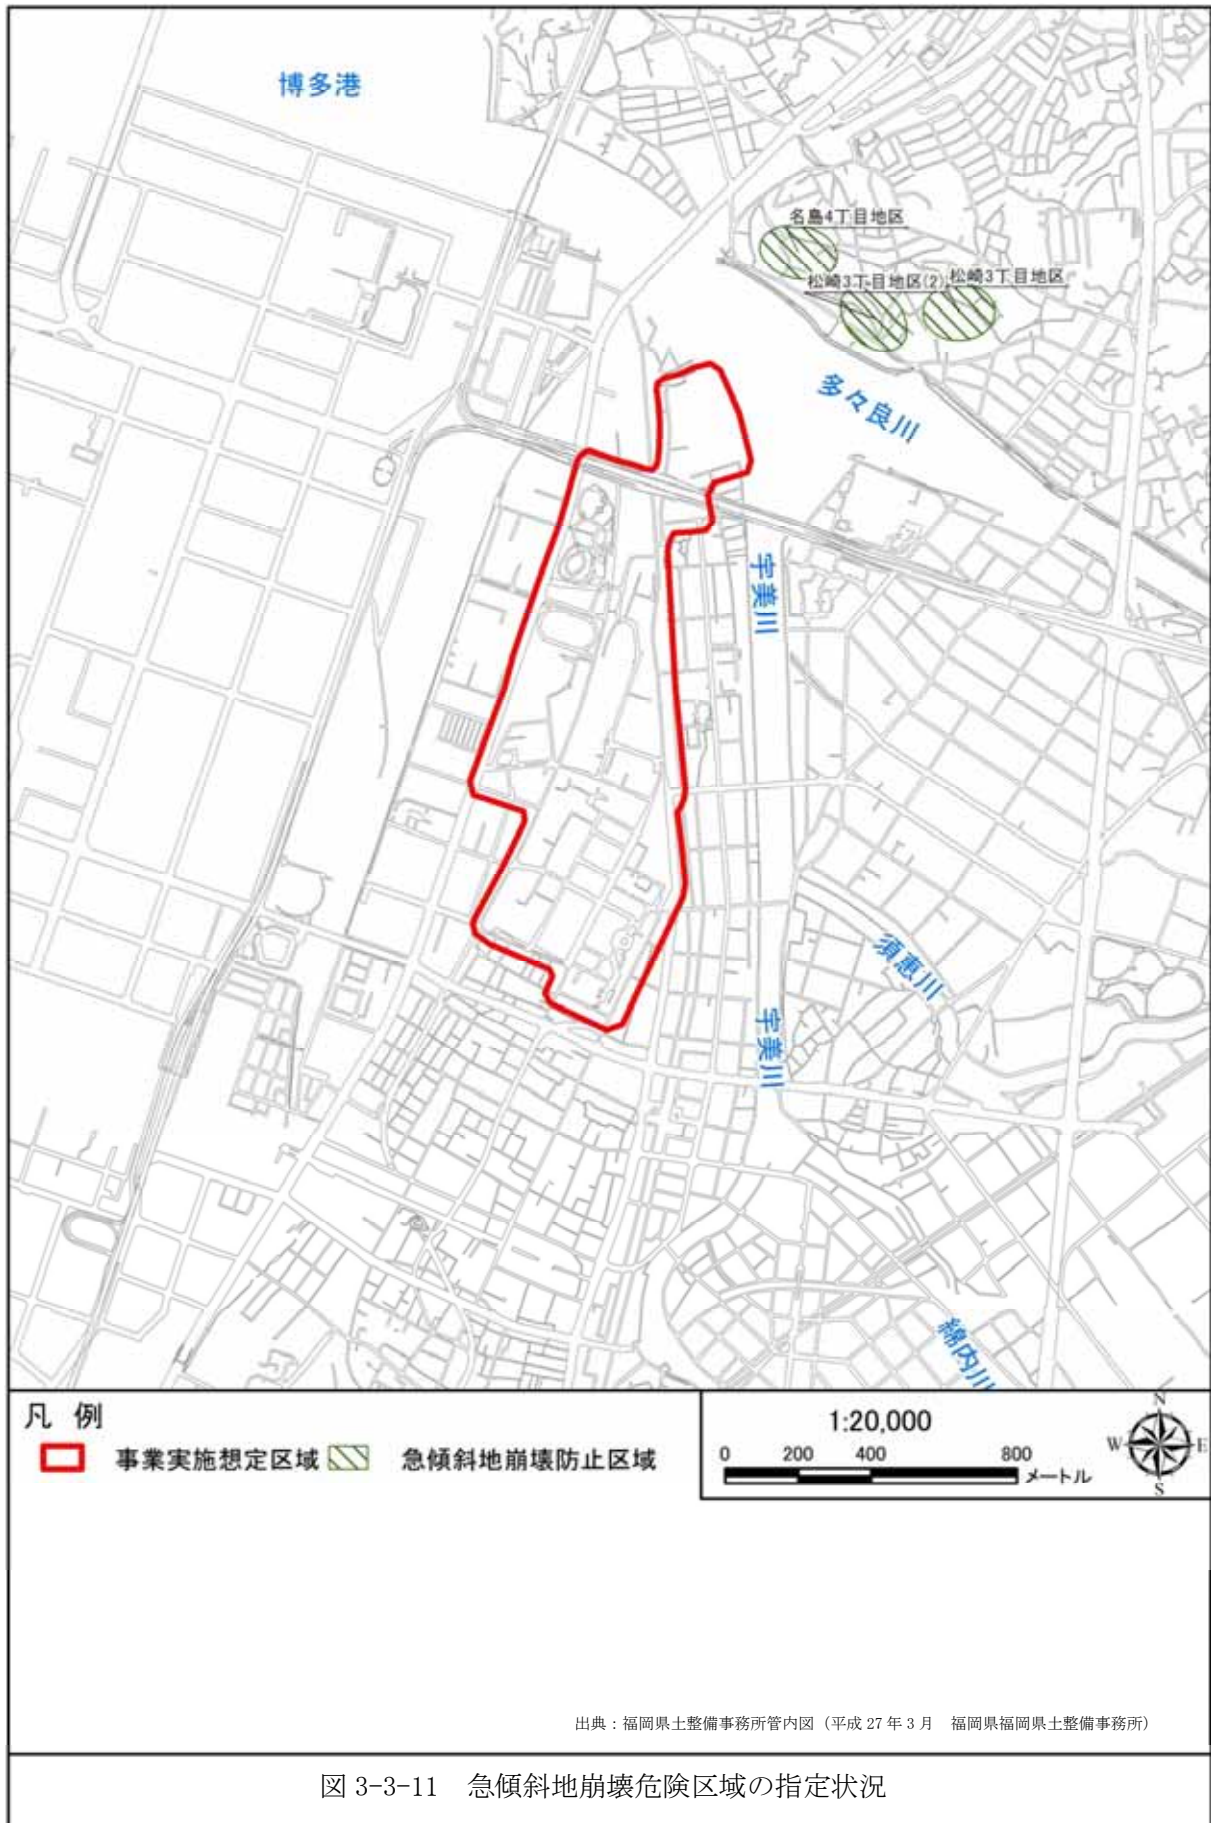 博多港
名島4丁目地区
松崎3丁目地区(2)
松崎3丁目地区
多々良川
宇美川
須恵川
宇美川
綿内川
凡 例
事業実施想定区域
急傾斜地崩壊防止区域
1:20,000
0 200 400 800
メートル
N
W E
S
出典：福岡県土整備事務所管内図（平成 27 年 3 月 福岡県福岡県土整備事務所）
図 3-3-11 急傾斜地崩壊危険区域の指定状況